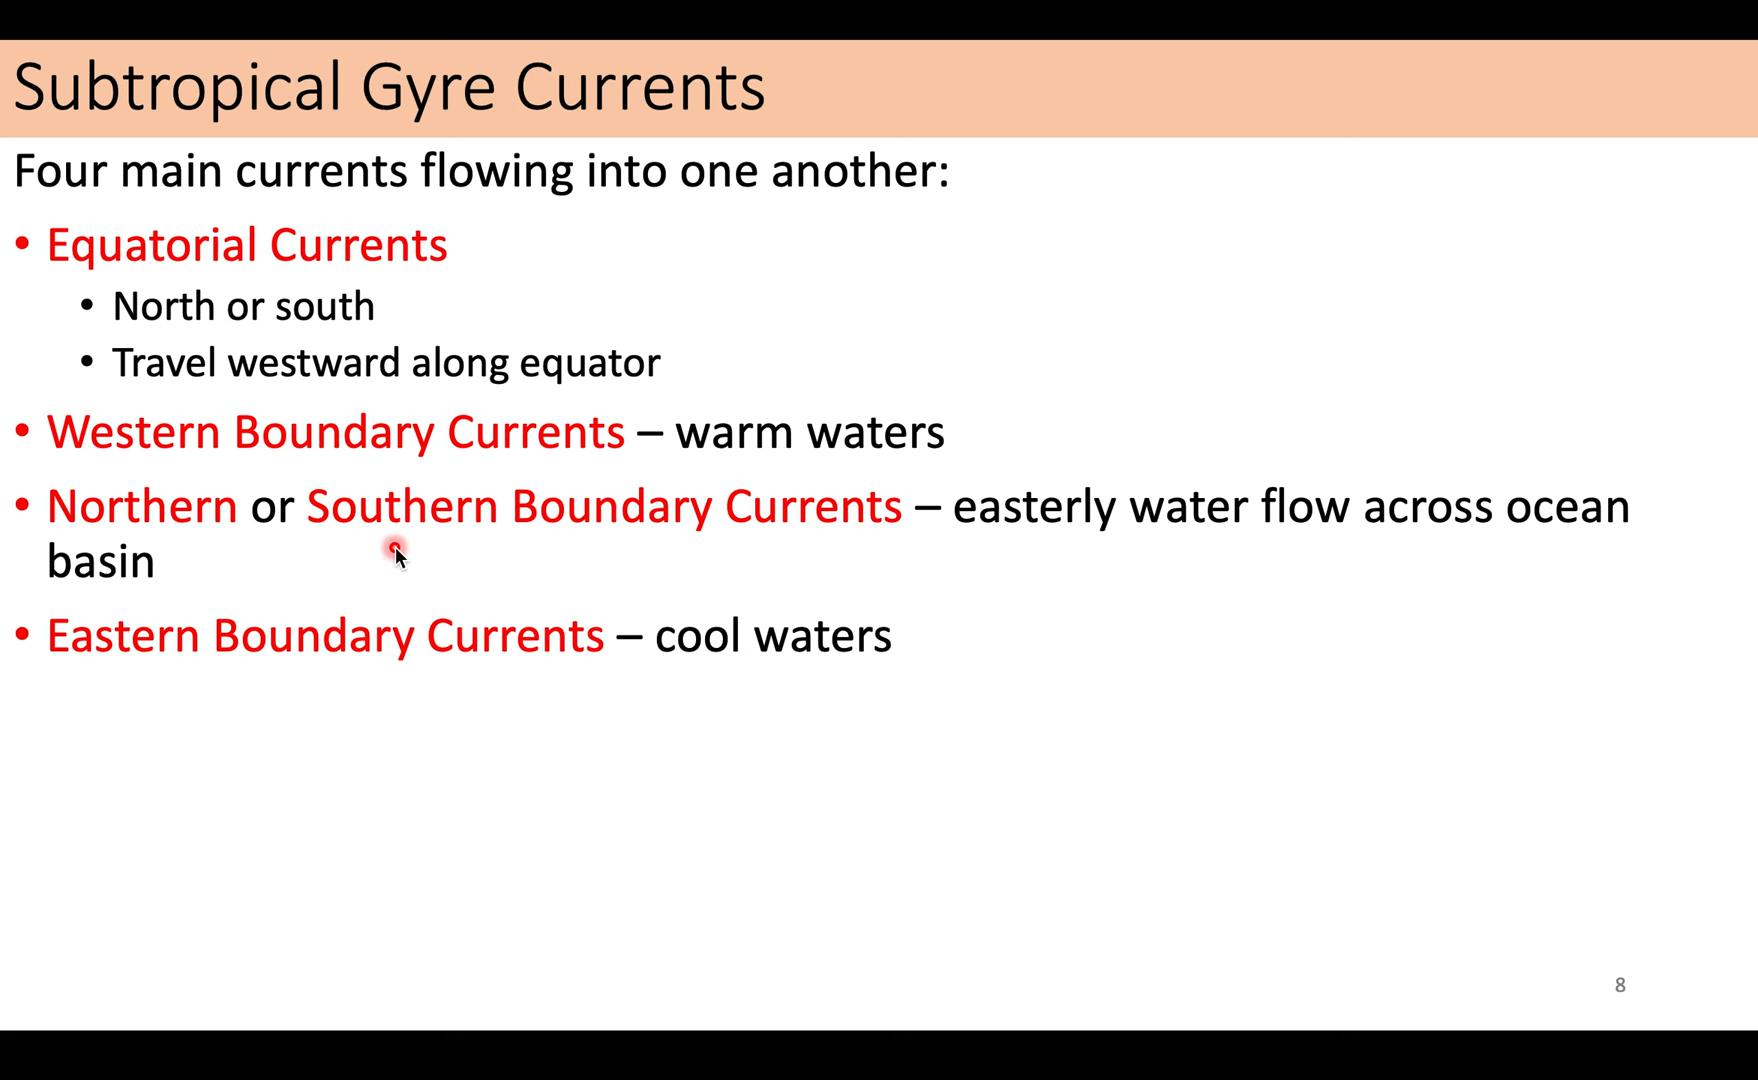 Subtropical Gyre Currents
Four main currents flowing into one another:
• Equatorial Currents
• North or south
• Travel westward along equator
• Western Boundary Currents – warm waters
• Northern or Southern Boundary Currents – easterly water flow across ocean
basin
• Eastern Boundary Currents – cool waters
8